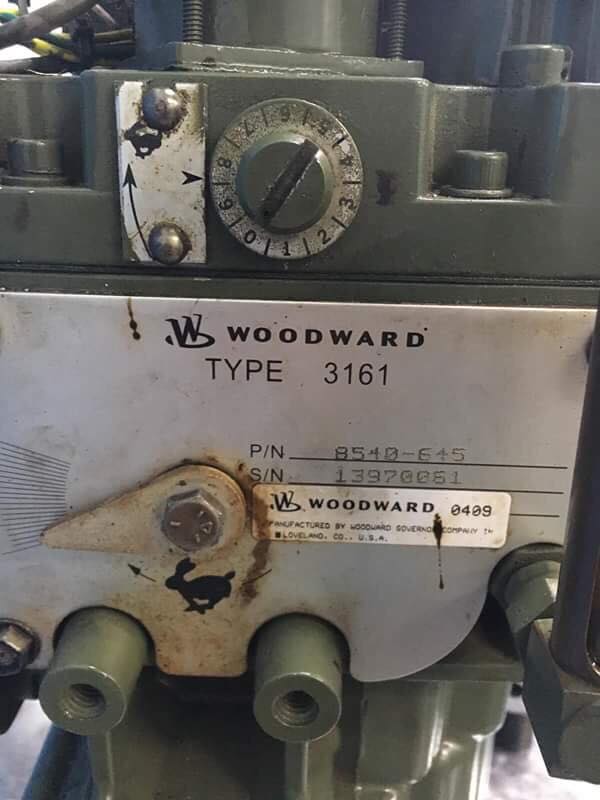 0 1 2 3 4 5 6 7 8 9
W WOODWARD
TYPE 3161
P/N 8540-645
S/N 13970081
W WOODWARD 0409
MANUFACTURED BY WOODWARD GOVERNOR COMPANY IN
LOVELAND, CO., U.S.A.